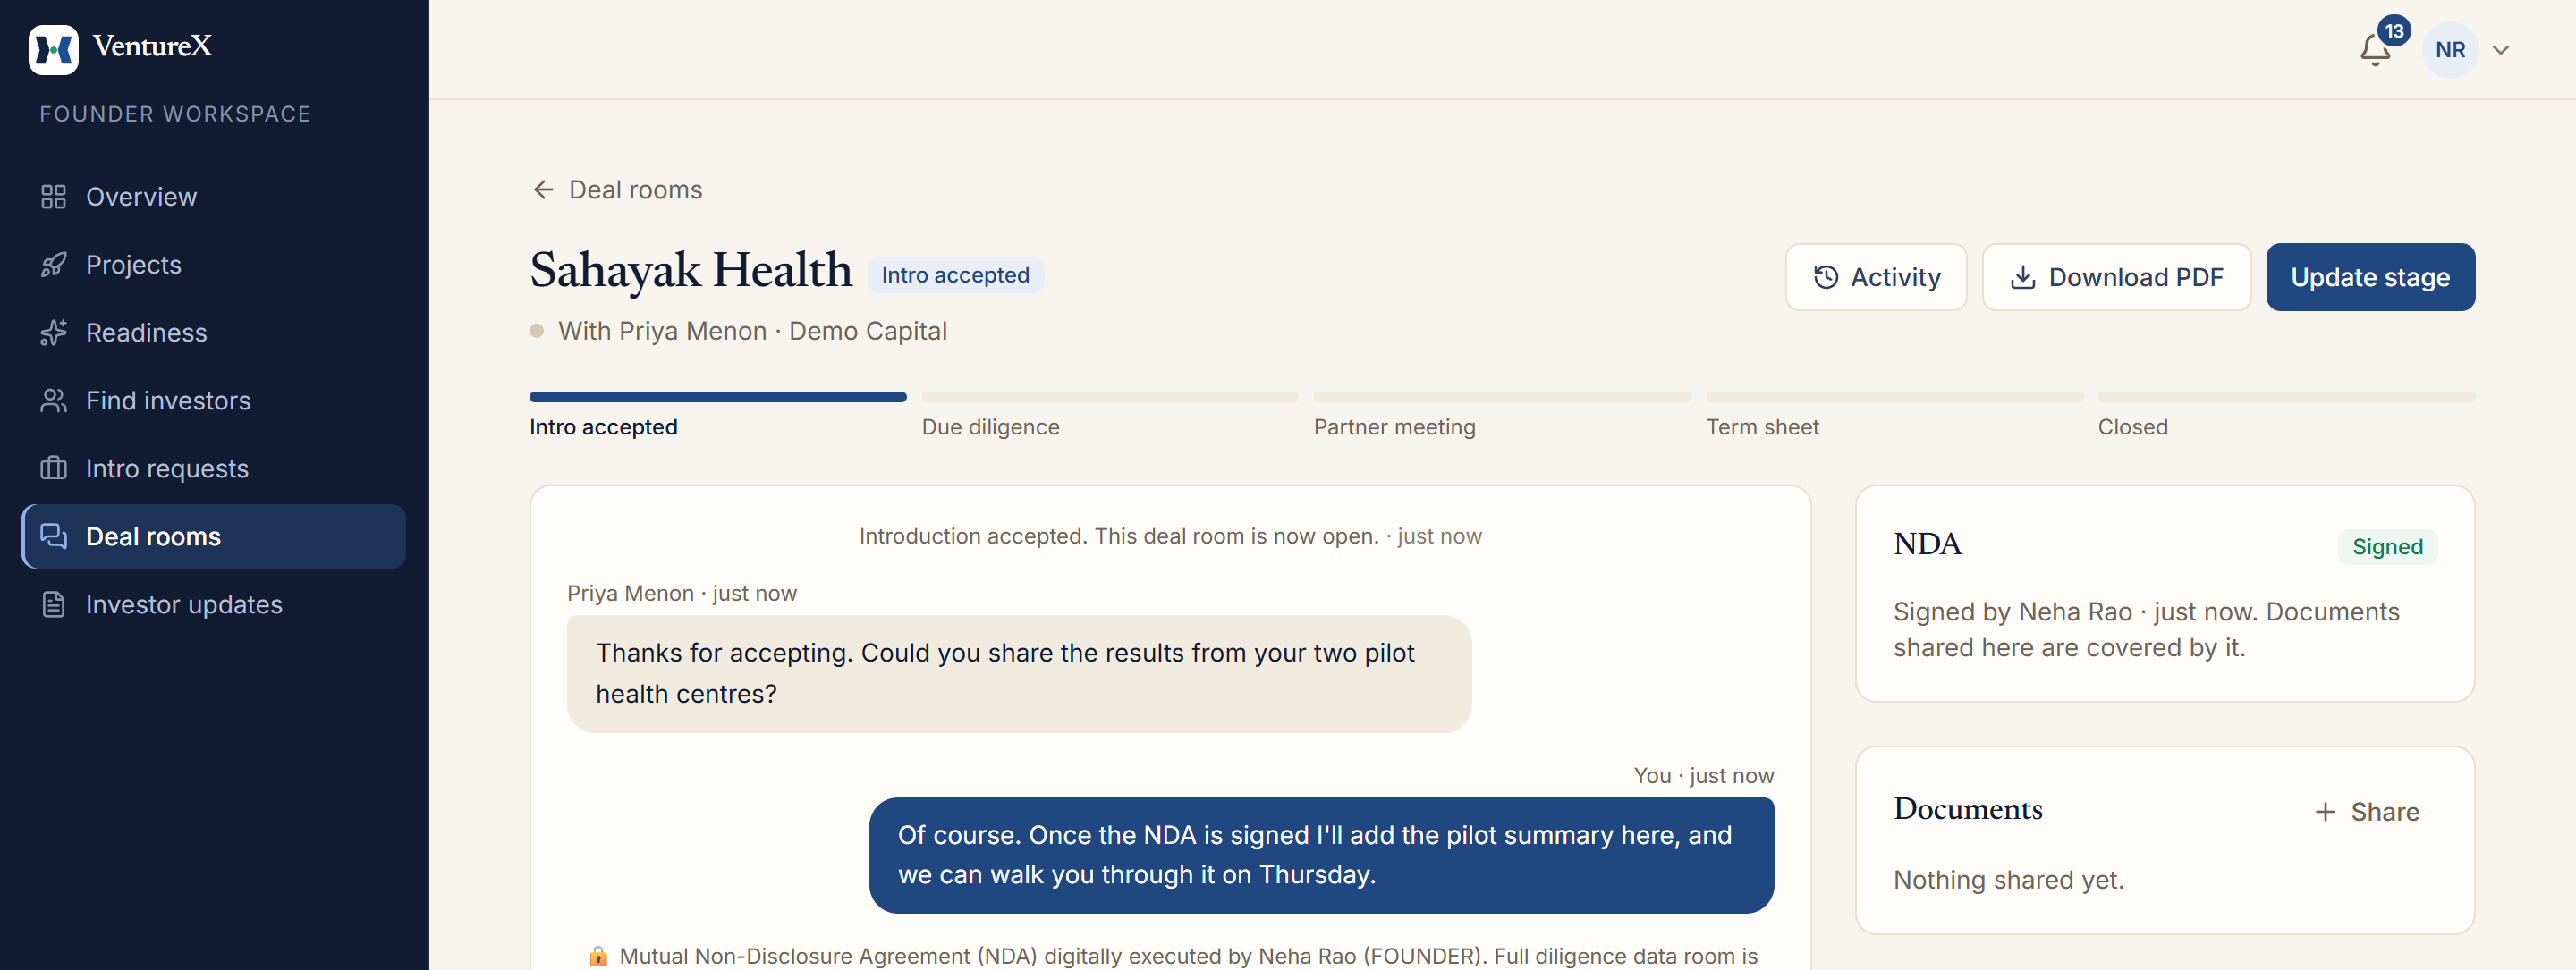 VentureX
FOUNDER WORKSPACE
Overview
Projects
Readiness
Find investors
Intro requests
Deal rooms
Investor updates
13
NR
Deal rooms
Sahayak Health
Intro accepted
With Priya Menon · Demo Capital
Activity
Download PDF
Update stage
Intro accepted
Due diligence
Partner meeting
Term sheet
Closed
Introduction accepted. This deal room is now open. · just now
Priya Menon · just now
Thanks for accepting. Could you share the results from your two pilot
health centres?
You · just now
Of course. Once the NDA is signed I'll add the pilot summary here, and
we can walk you through it on Thursday.
🔒 Mutual Non-Disclosure Agreement (NDA) digitally executed by Neha Rao (FOUNDER). Full diligence data room is
NDA
Signed
Signed by Neha Rao · just now. Documents
shared here are covered by it.
Documents
+ Share
Nothing shared yet.